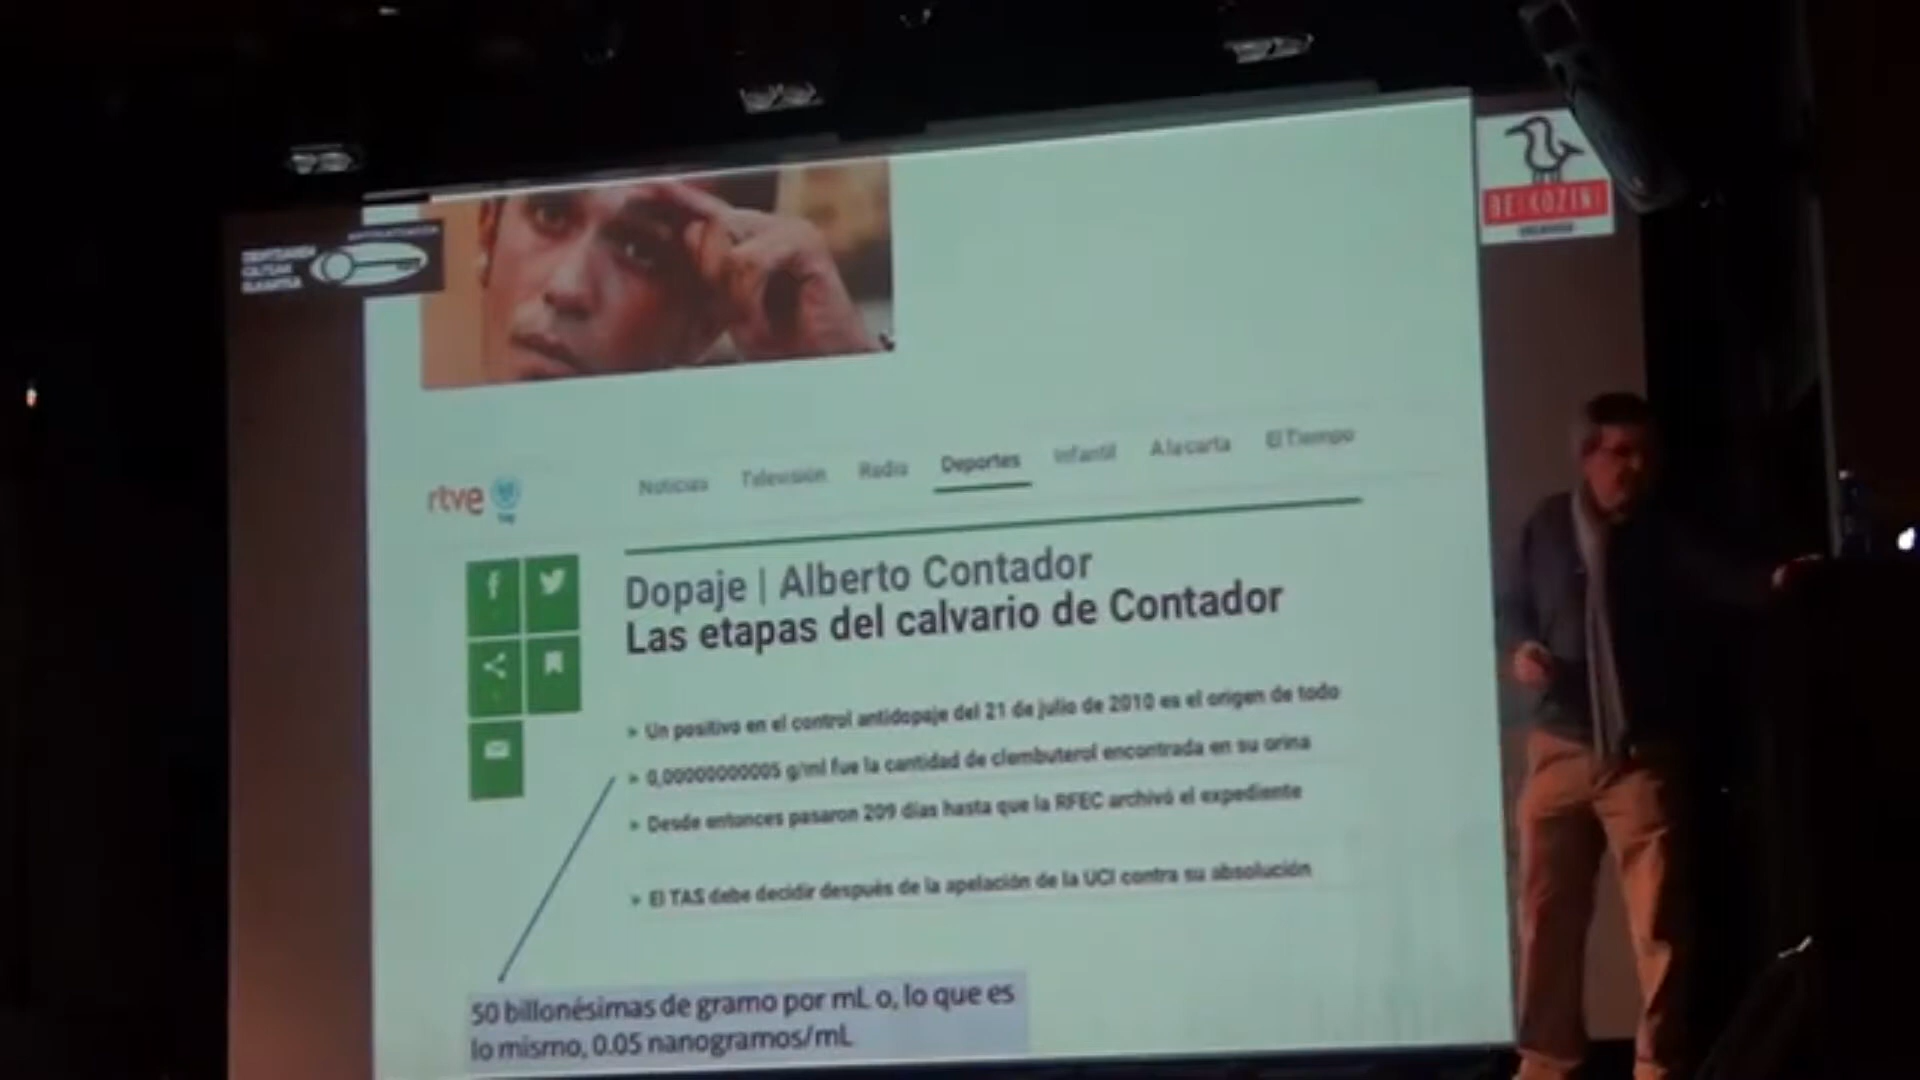 BEIKOZINI
Noticias Televisión Radio Deportes Infantil A la carta El Tiempo
rtve
Dopaje | Alberto Contador
Las etapas del calvario de Contador
» Un positivo en el control antidopaje del 21 de julio de 2010 es el origen de todo
» 0,00000000005 g/ml fue la cantidad de clembuterol encontrada en su orina
» Desde entonces pasaron 209 días hasta que la RFEC archivó el expediente
» El TAS debe decidir después de la apelación de la UCI contra su absolución
50 billonésimas de gramo por mL o, lo que es
lo mismo, 0.05 nanogramos/mL